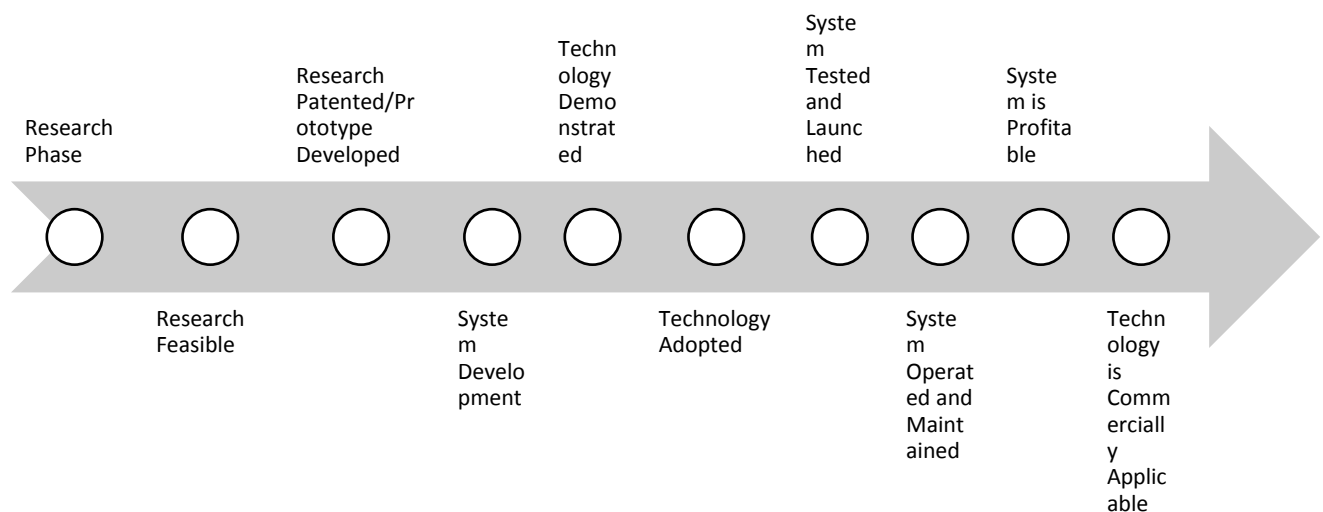 Research
Phase
Research
Feasible
Research
Patented/Pr
ototype
Developed
Syste
m
Develo
pment
Techn
ology
Demo
nstrat
ed
Technology
Adopted
Syste
m
Tested
and
Launc
hed
Syste
m
Operat
ed and
Maint
ained
Syste
m is
Profita
ble
Techn
ology
is
Comm
erciall
y
Applic
able